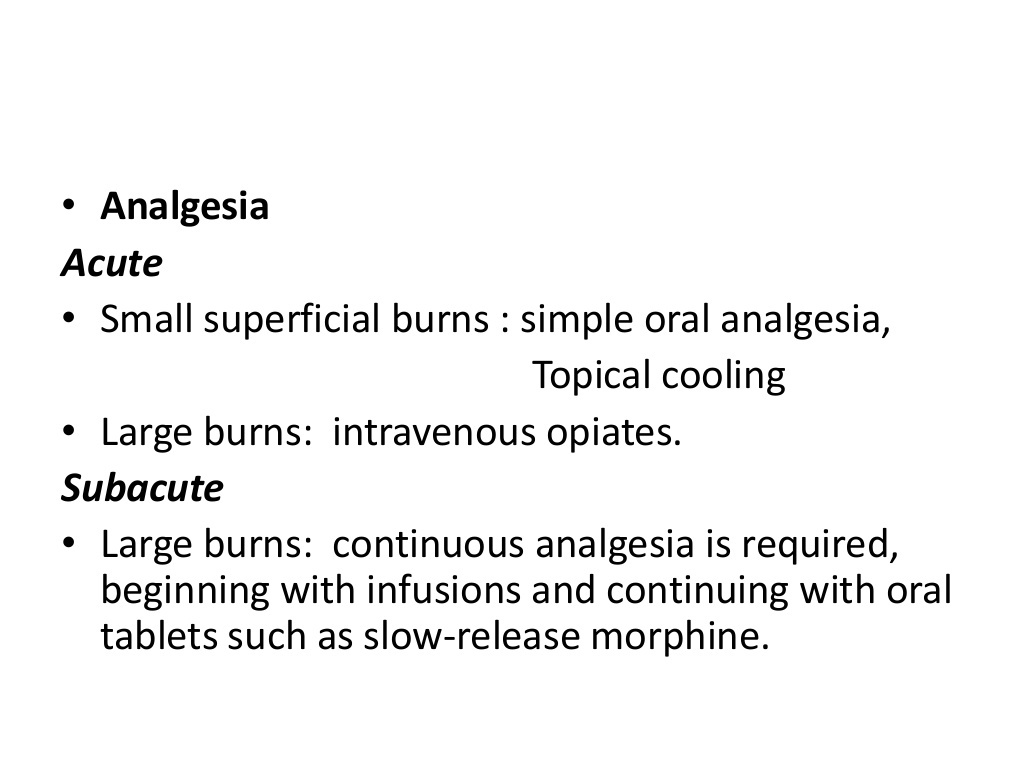 • Analgesia
Acute
• Small superficial burns : simple oral analgesia,
Topical cooling
• Large burns:  intravenous opiates.
Subacute
• Large burns:  continuous analgesia is required,
beginning with infusions and continuing with oral
tablets such as slow-release morphine.